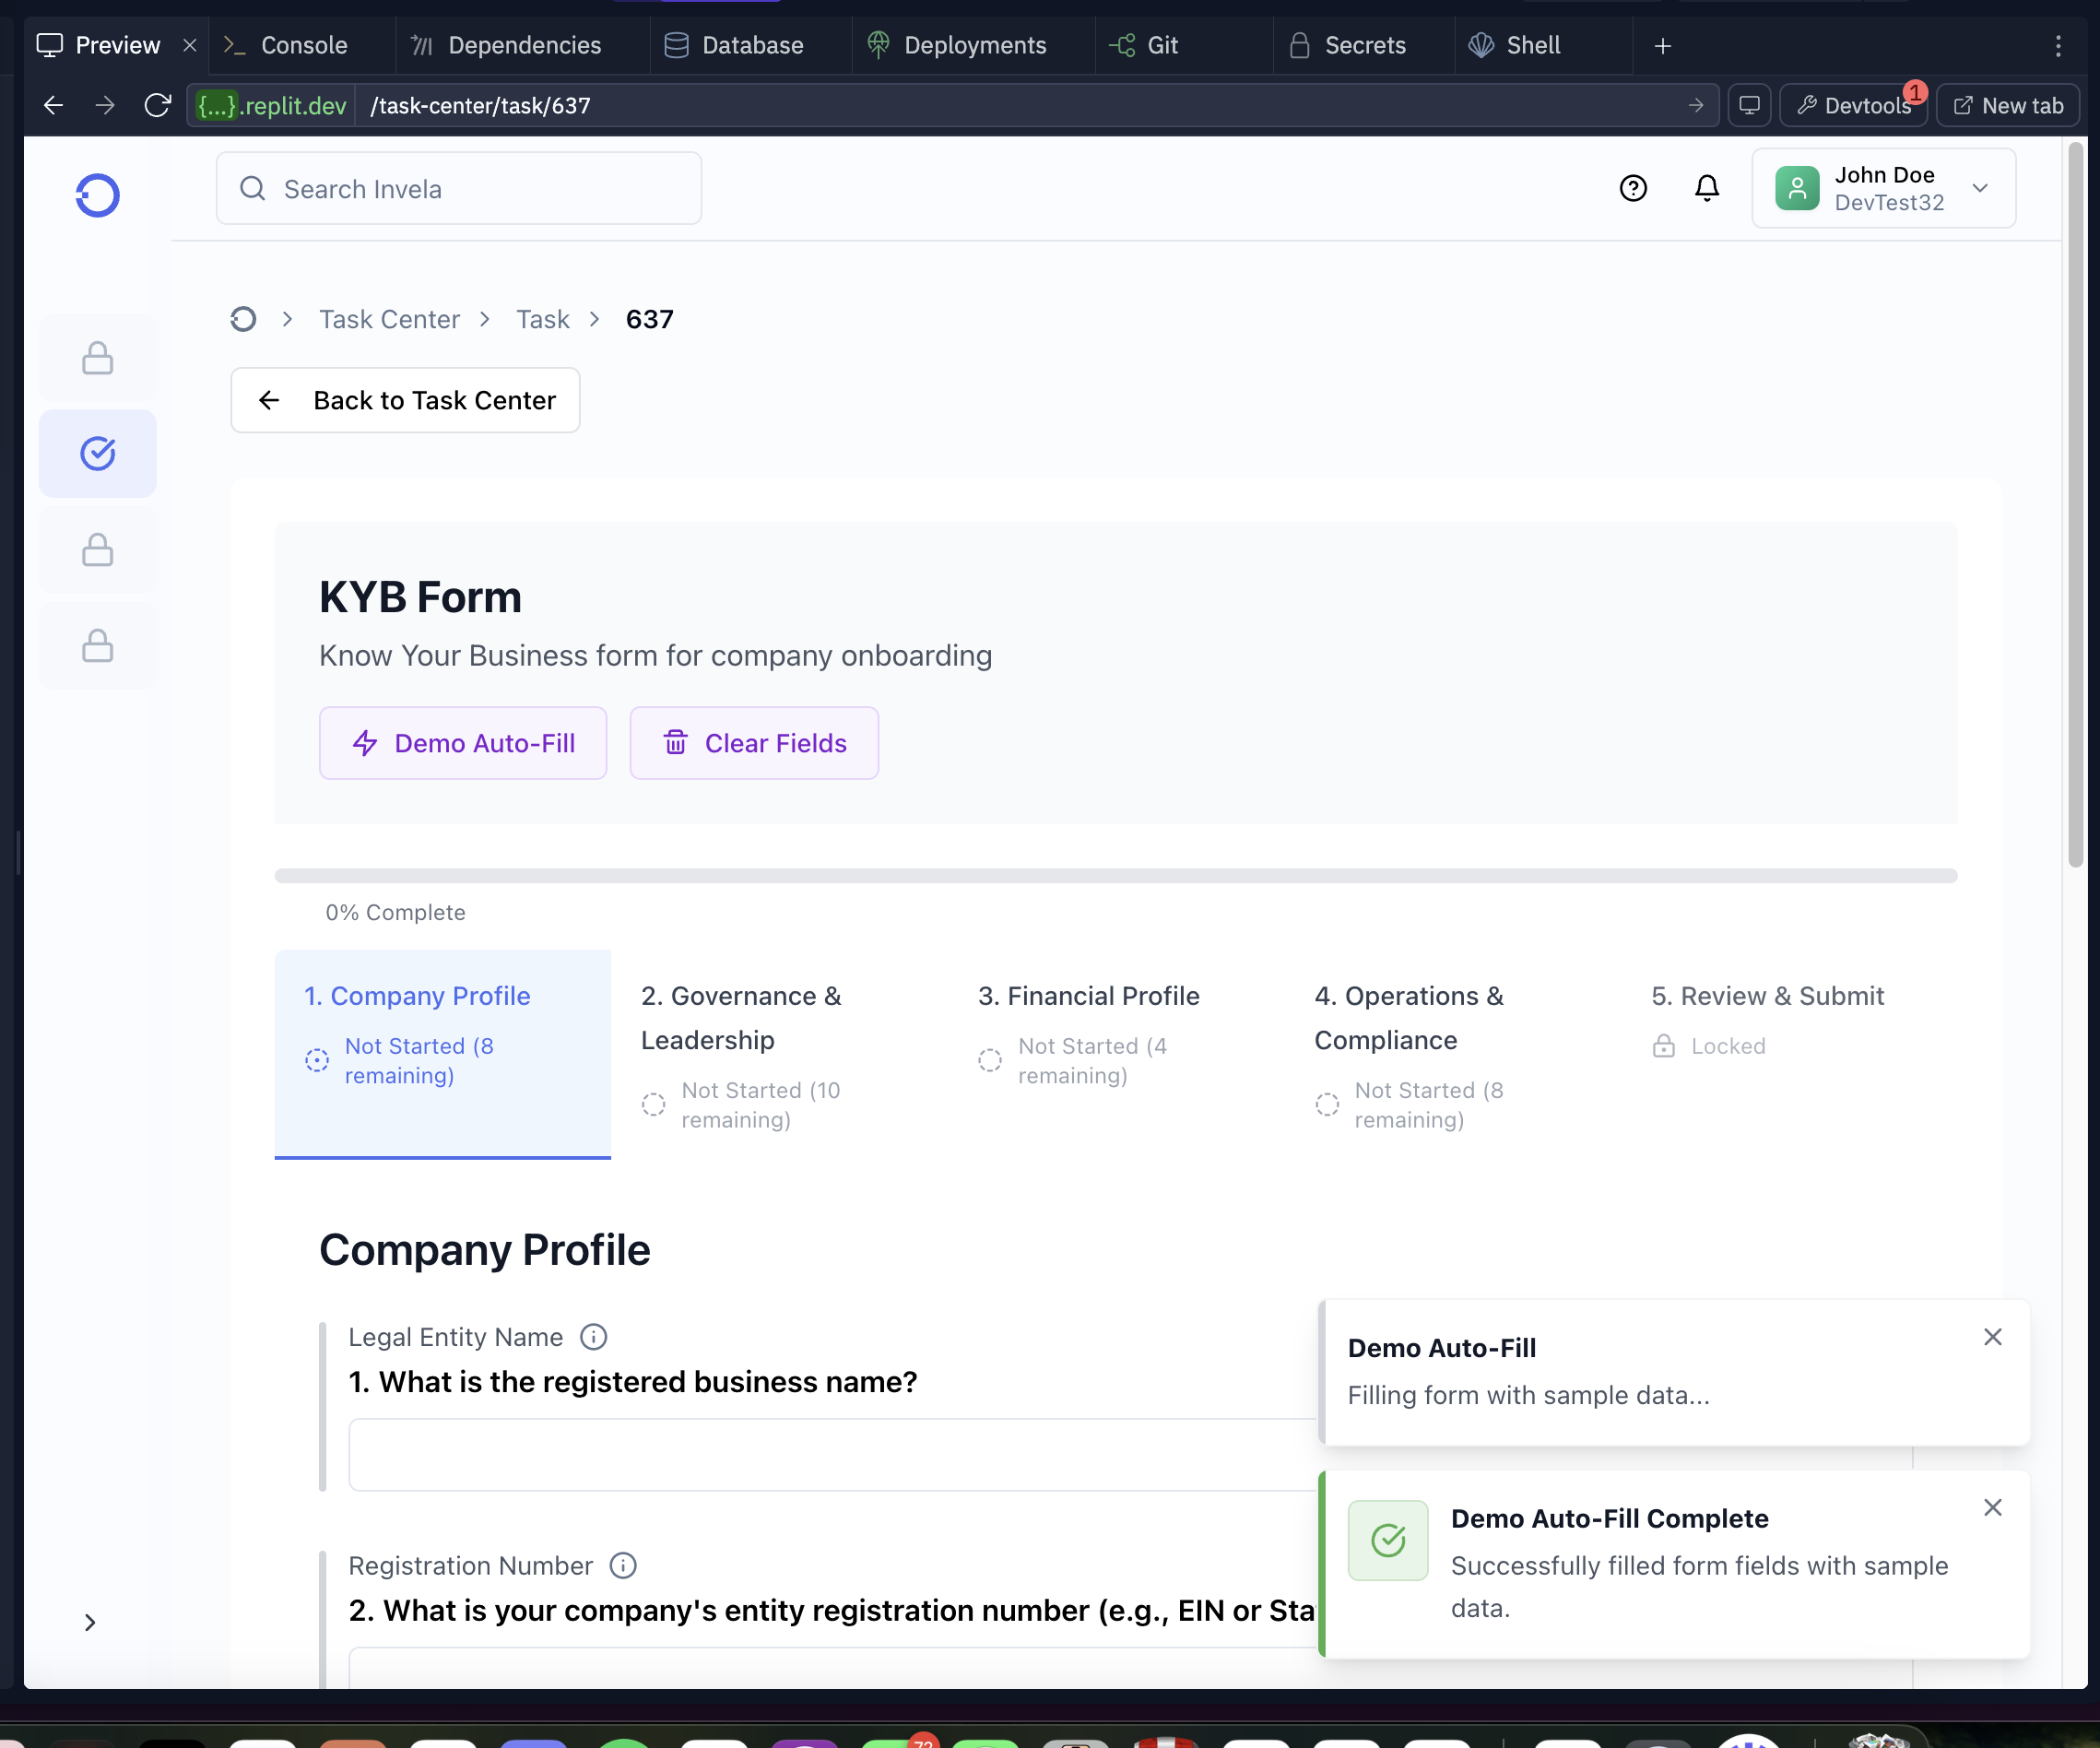 Preview
Console
Dependencies
Database
Deployments
Git
Secrets
Shell
{...}.replit.dev
/task-center/task/637
Devtools
1
New tab
Search Invela
John Doe
DevTest32
Task Center
Task
637
Back to Task Center
KYB Form
Know Your Business form for company onboarding
Demo Auto-Fill
Clear Fields
0% Complete
1. Company Profile
Not Started (8
remaining)
2. Governance &
Leadership
Not Started (10
remaining)
3. Financial Profile
Not Started (4
remaining)
4. Operations &
Compliance
Not Started (8
remaining)
5. Review & Submit
Locked
Company Profile
Legal Entity Name
1. What is the registered business name?
Registration Number
2. What is your company's entity registration number (e.g., EIN or Sta
Demo Auto-Fill
Filling form with sample data...
Demo Auto-Fill Complete
Successfully filled form fields with sample
data.
72